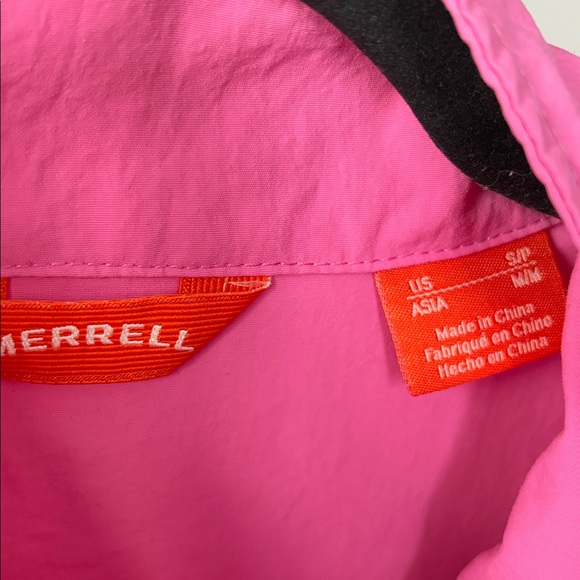 MERRELL
US S/P
ASIA M/M
Made in China
Fabriqué en Chine
Hecho en China